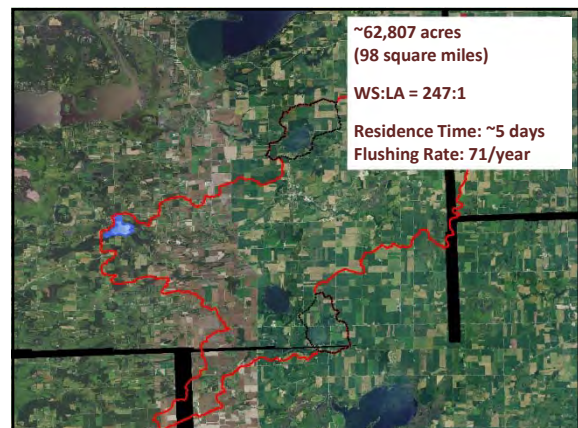 ~62,807 acres
(98 square miles)
WS:LA = 247:1
Residence Time: ~5 days
Flushing Rate: 71/year